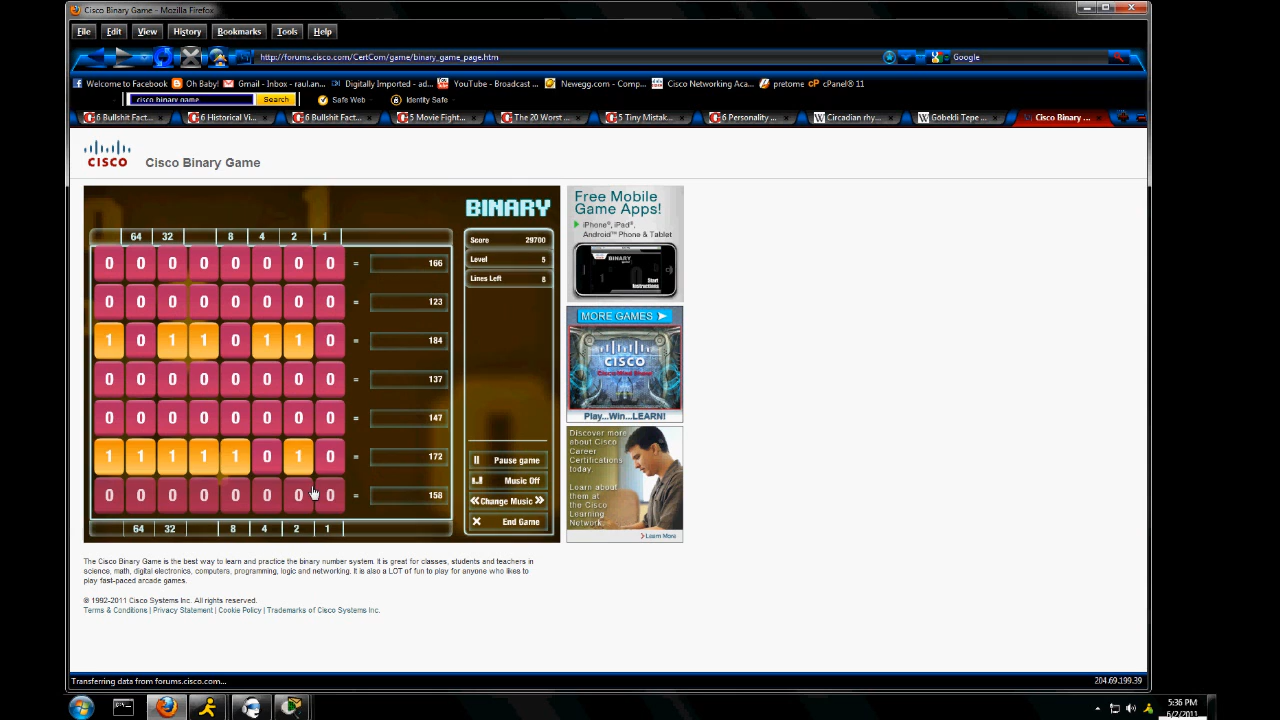 Cisco Binary Game - Mozilla Firefox
File Edit View History Bookmarks Tools Help
http://forums.cisco.com/CertCom/game/binary_game_page.htm
Google
Welcome to Facebook Oh Baby! Gmail - Inbox - raul.an... Digitally Imported - ad... YouTube - Broadcast ... Newegg.com - Comp... Cisco Networking Aca... pretome cPanel® 11
cisco binary game Search Safe Web Identity Safe
6 Bullshit Fact... 6 Historical Vi... 6 Bullshit Fact... 5 Movie Fight... The 20 Worst ... 5 Tiny Mistak... 6 Personality ... Circadian rhy... Göbekli Tepe ... Cisco Binary ...
CISCO Cisco Binary Game
BINARY
64 32 8 4 2 1
0 0 0 0 0 0 0 0 = 166
0 0 0 0 0 0 0 0 = 123
1 0 1 1 0 1 1 0 = 184
0 0 0 0 0 0 0 0 = 137
0 0 0 0 0 0 0 0 = 147
1 1 1 1 1 0 1 0 = 172
0 0 0 0 0 0 0 0 = 158
64 32 8 4 2 1
Score 29700
Level 5
Lines Left 8
Pause game
Music Off
Change Music
End Game
Free Mobile
Game Apps!
iPhone®, iPad®,
Android™ Phone & Tablet
BINARY
Start
Instructions
MORE GAMES
CISCO
Play...Win...LEARN!
Discover more
about Cisco
Career
Certifications
today.
Learn about
them at the
Cisco
Learning
Network.
Learn More
The Cisco Binary Game is the best way to learn and practice the binary number system. It is great for classes, students and teachers in
science, math, digital electronics, computers, programming, logic and networking. It is also a LOT of fun to play for anyone who likes to
play fast-paced arcade games.
© 1992-2011 Cisco Systems Inc. All rights reserved.
Terms & Conditions | Privacy Statement | Cookie Policy | Trademarks of Cisco Systems Inc.
Transferring data from forums.cisco.com...
204.69.199.39
5:36 PM
6/2/2011